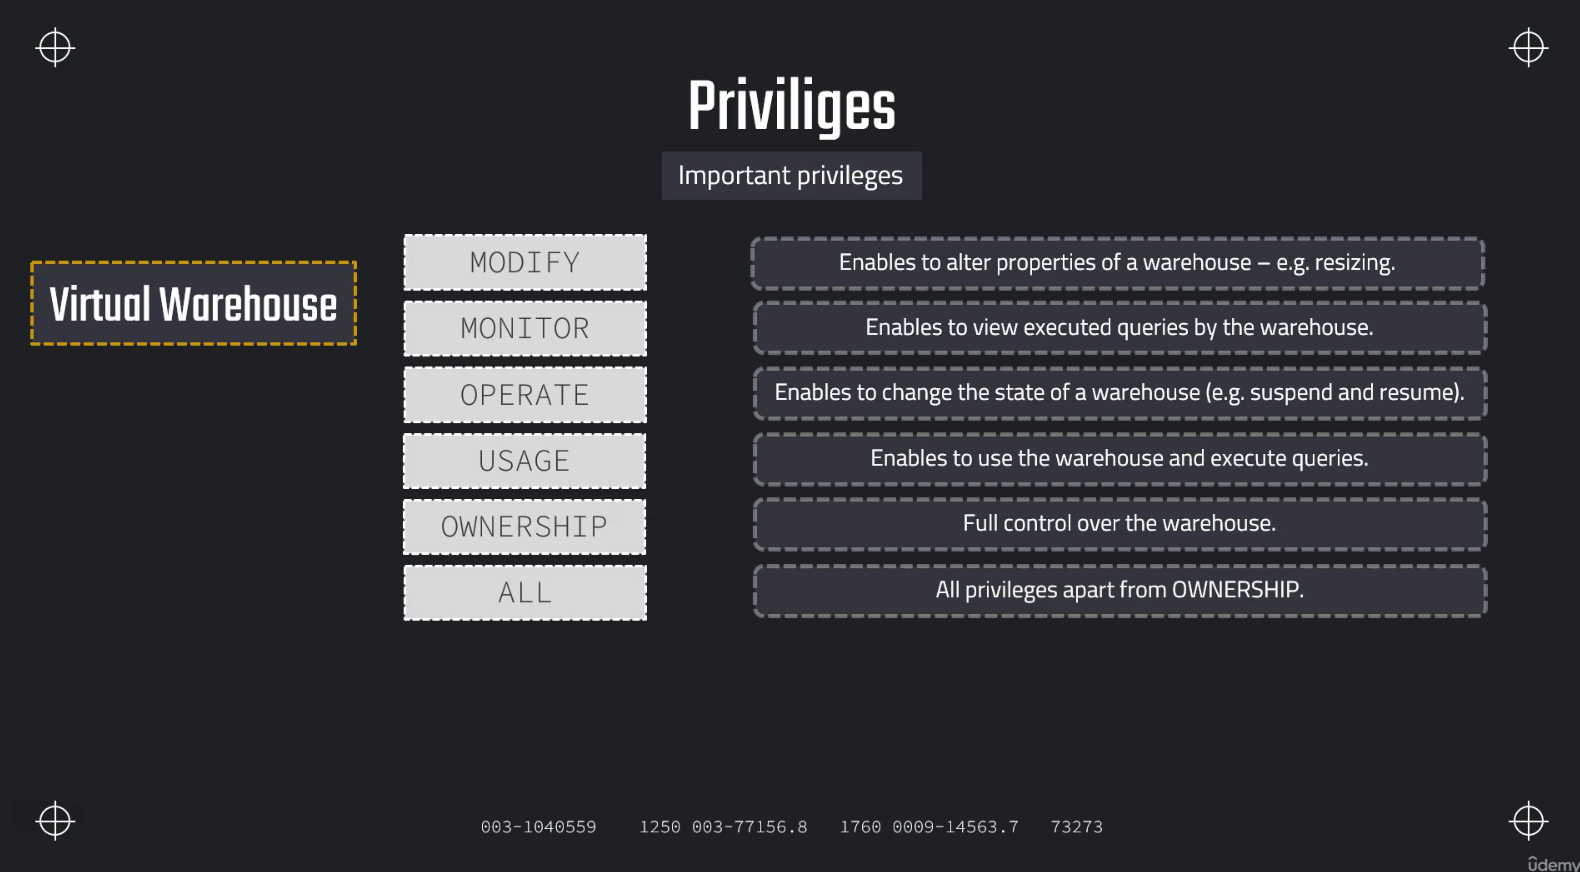 Priviliges
Important privileges
Virtual Warehouse
MODIFY
Enables to alter properties of a warehouse – e.g. resizing.
MONITOR
Enables to view executed queries by the warehouse.
OPERATE
Enables to change the state of a warehouse (e.g. suspend and resume).
USAGE
Enables to use the warehouse and execute queries.
OWNERSHIP
Full control over the warehouse.
ALL
All privileges apart from OWNERSHIP.
003-1040559 1250 003-77156.8 1760 0009-14563.7 73273
ûdemy